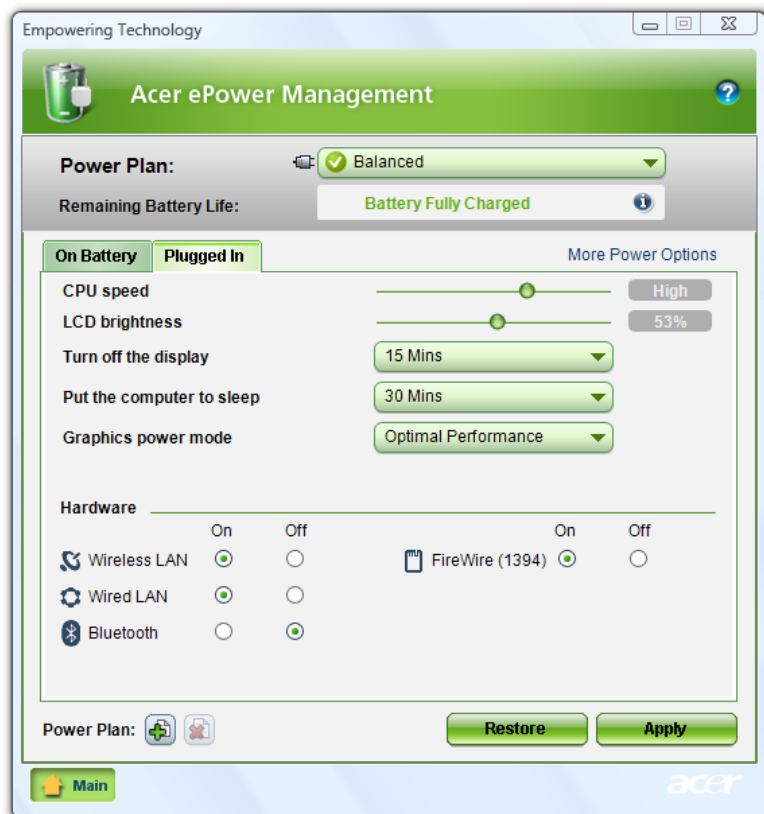 Empowering Technology
Acer ePower Management
Power Plan: Balanced
Remaining Battery Life: Battery Fully Charged
On Battery Plugged In More Power Options
CPU speed High
LCD brightness 53%
Turn off the display 15 Mins
Put the computer to sleep 30 Mins
Graphics power mode Optimal Performance
Hardware
On Off On Off
Wireless LAN FireWire (1394)
Wired LAN
Bluetooth
Power Plan: Restore Apply
Main acer